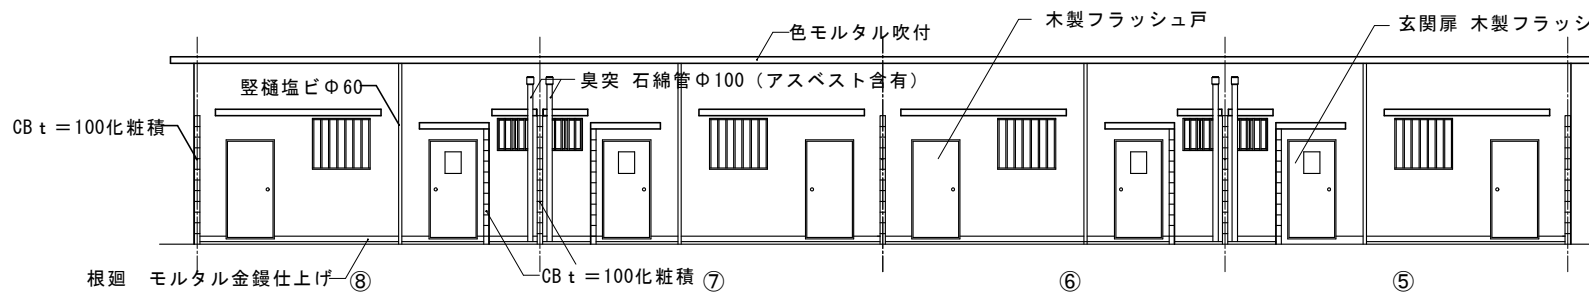 木製フラッシュ戸
玄関扉 木製フラッシ
色モルタル吹付
臭突 石綿管Φ100（アスベスト含有）
竪樋塩ビΦ60
CBｔ＝100化粧積
根廻　モルタル金鏝仕上げ
⑧
CBｔ＝100化粧積
⑦
⑥
⑤